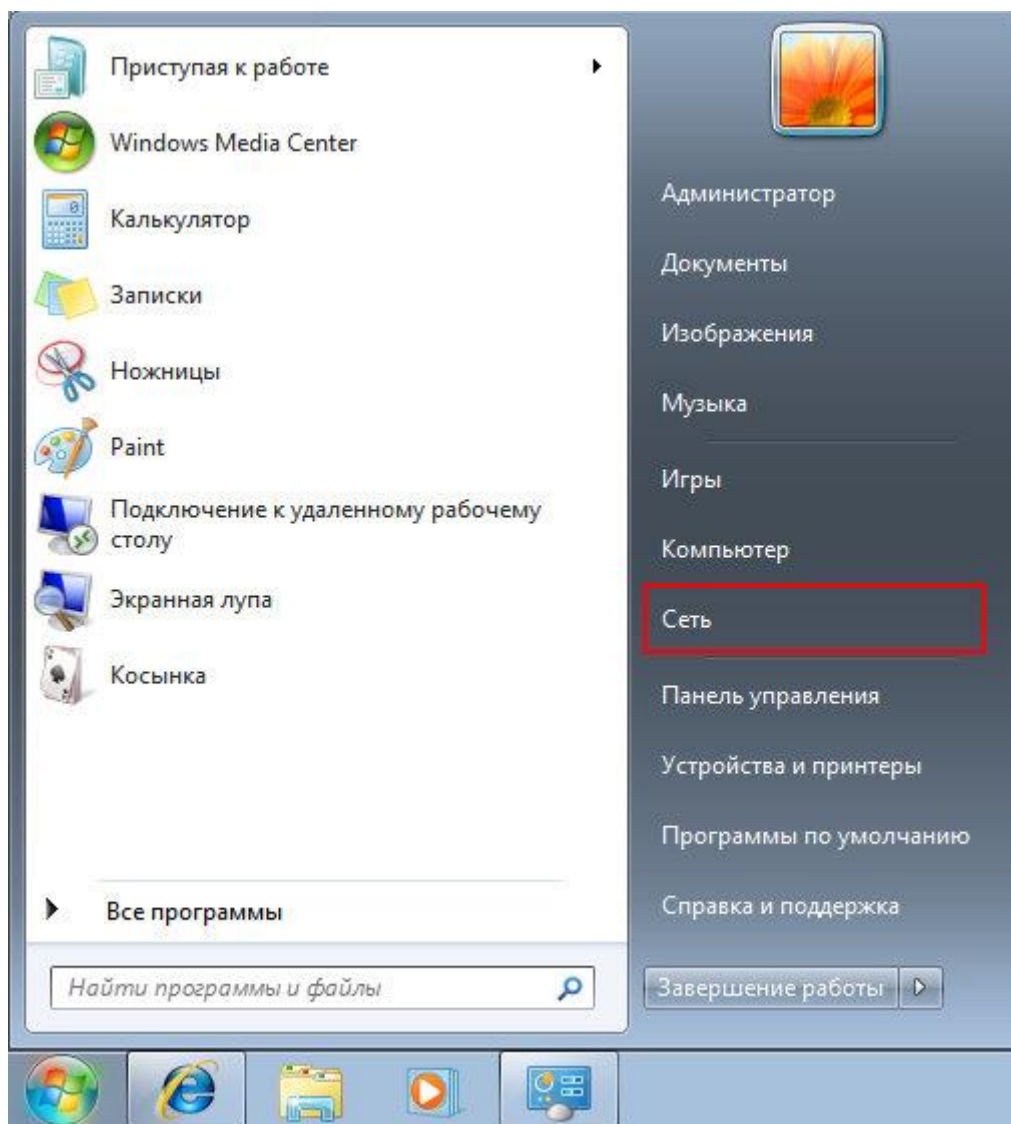 Приступая к работе
Windows Media Center
Калькулятор
Записки
Ножницы
Paint
Подключение к удаленному рабочему
столу
Экранная лупа
Косынка
Все программы
Найти программы и файлы
Администратор
Документы
Изображения
Музыка
Игры
Компьютер
Сеть
Панель управления
Устройства и принтеры
Программы по умолчанию
Справка и поддержка
Завершение работы